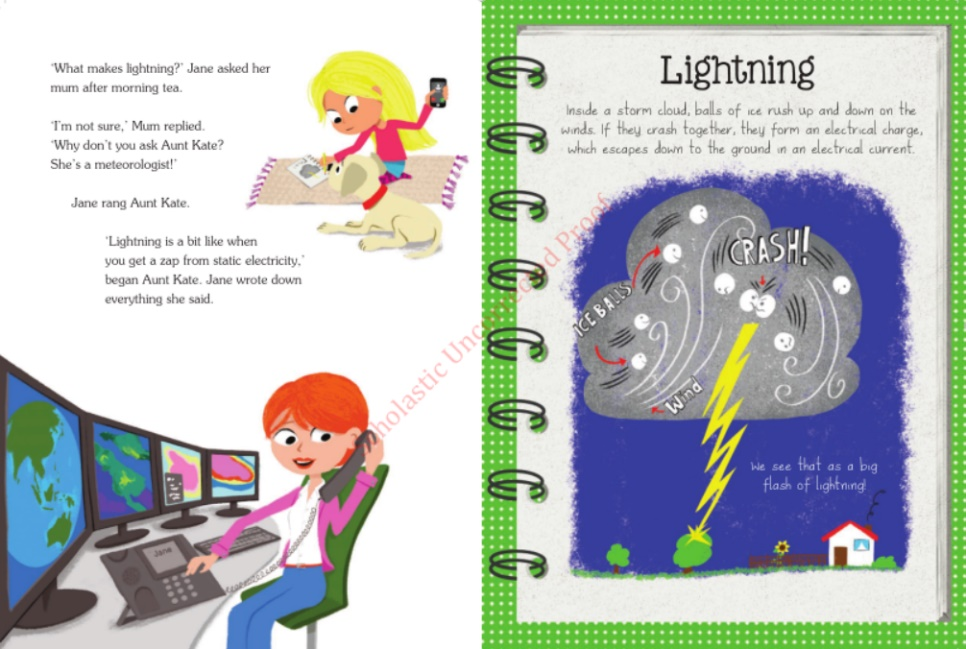 ‘What makes lightning?’ Jane asked her
mum after morning tea.
‘I’m not sure,’ Mum replied.
‘Why don’t you ask Aunt Kate?
She’s a meteorologist!’
Jane rang Aunt Kate.
‘Lightning is a bit like when
you get a zap from static electricity,’
began Aunt Kate. Jane wrote down
everything she said.
Jane
Scholastic Uncorrected Proof
Lightning
Inside a storm cloud, balls of ice rush up and down on the
winds. If they crash together, they form an electrical charge,
which escapes down to the ground in an electrical current.
CRASH!
ICE BALLS
Wind
We see that as a big
flash of lightning!